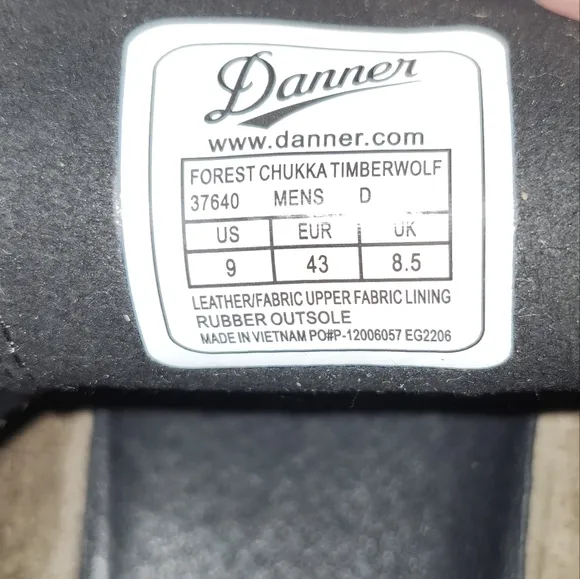 Danner
www.danner.com
FOREST CHUKKA TIMBERWOLF
37640 MENS D
US EUR UK
9 43 8.5
LEATHER/FABRIC UPPER FABRIC LINING
RUBBER OUTSOLE
MADE IN VIETNAM PO#P-12006057 EG2206